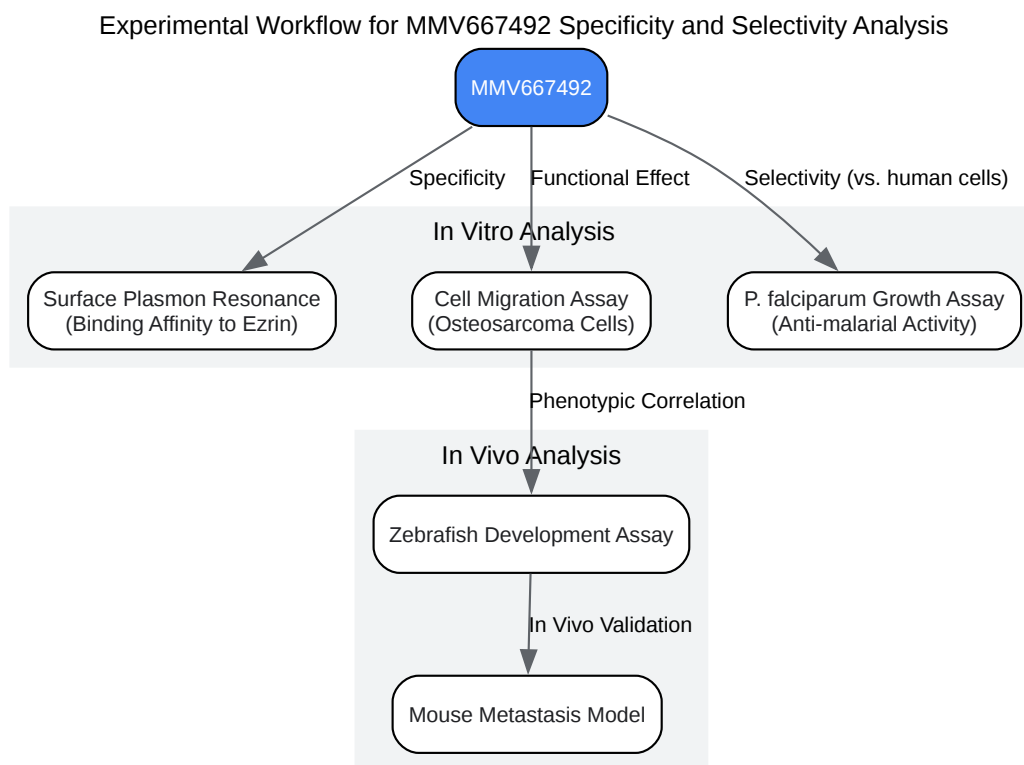 Experimental Workflow for MMV667492 Specificity and Selectivity Analysis
MMV667492
Specificity
Functional Effect
Selectivity (vs. human cells)
In Vitro Analysis
Surface Plasmon Resonance
(Binding Affinity to Ezrin)
Cell Migration Assay
(Osteosarcoma Cells)
P. falciparum Growth Assay
(Anti-malarial Activity)
Phenotypic Correlation
In Vivo Analysis
Zebrafish Development Assay
In Vivo Validation
Mouse Metastasis Model